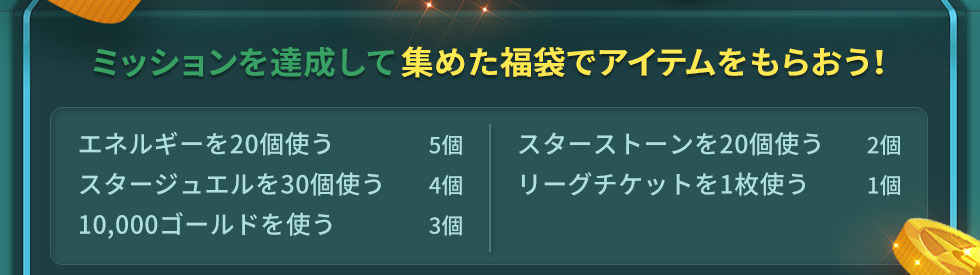 ミッションを達成して集めた福袋でアイテムをもらおう!
エネルギーを20個使う 5個
スタージュエルを30個使う 4個
10,000ゴールドを使う 3個
スターストーンを20個使う 2個
リーグチケットを1枚使う 1個